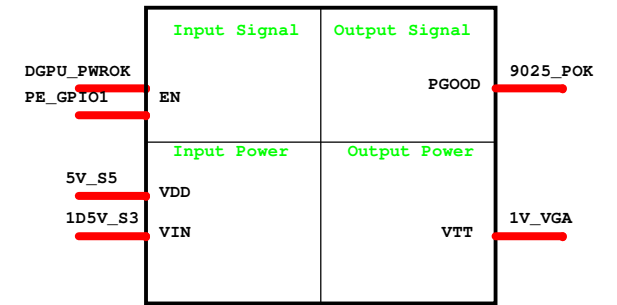 Input Signal
Output Signal
DGPU_PWROK
PE_GPIO1
EN
PGOOD
9025_POK
Input Power
Output Power
5V_S5
VDD
1D5V_S3
VIN
VTT
1V_VGA